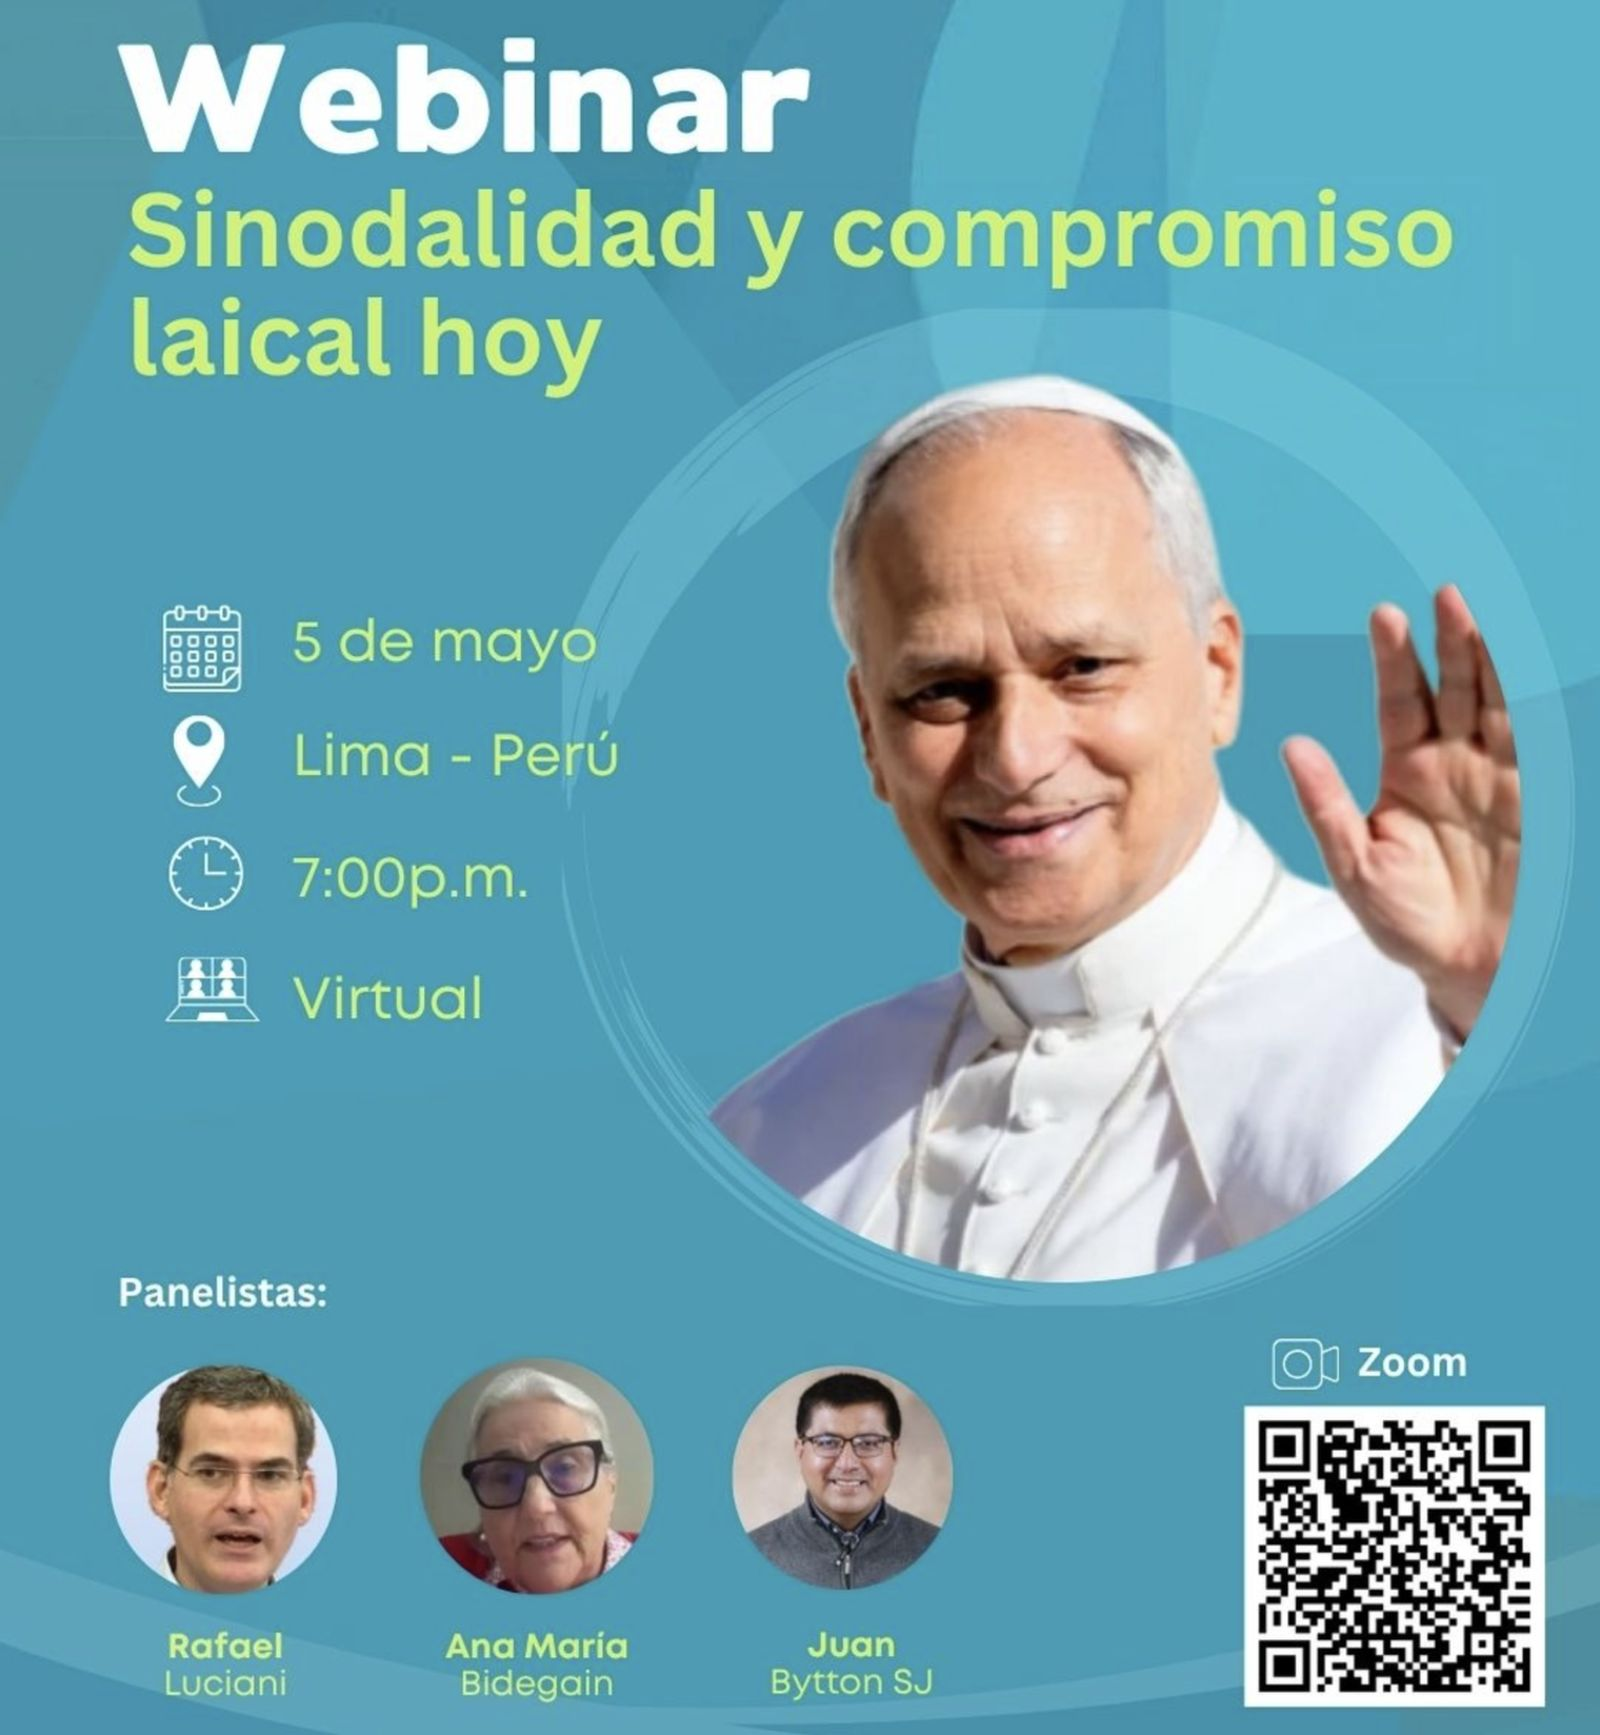 Webinar
Sinodalidad y compromiso
laical hoy
5 de mayo
Lima - Perú
7:00p.m.
Virtual
Panelistas:
Rafael
Luciani
Ana María
Bidegain
Juan
Bytton SJ
Zoom